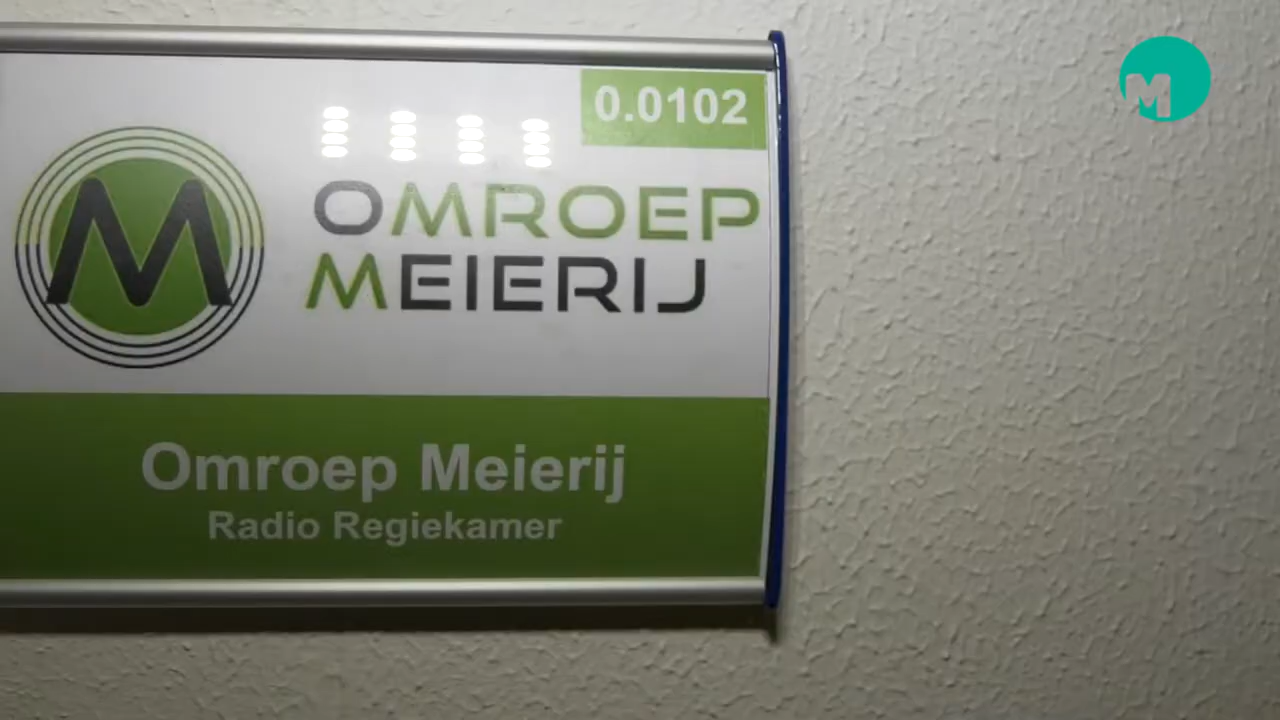 0.0102
M
OMROEP
MEIERIJ
Omroep Meierij
Radio Regiekamer
M